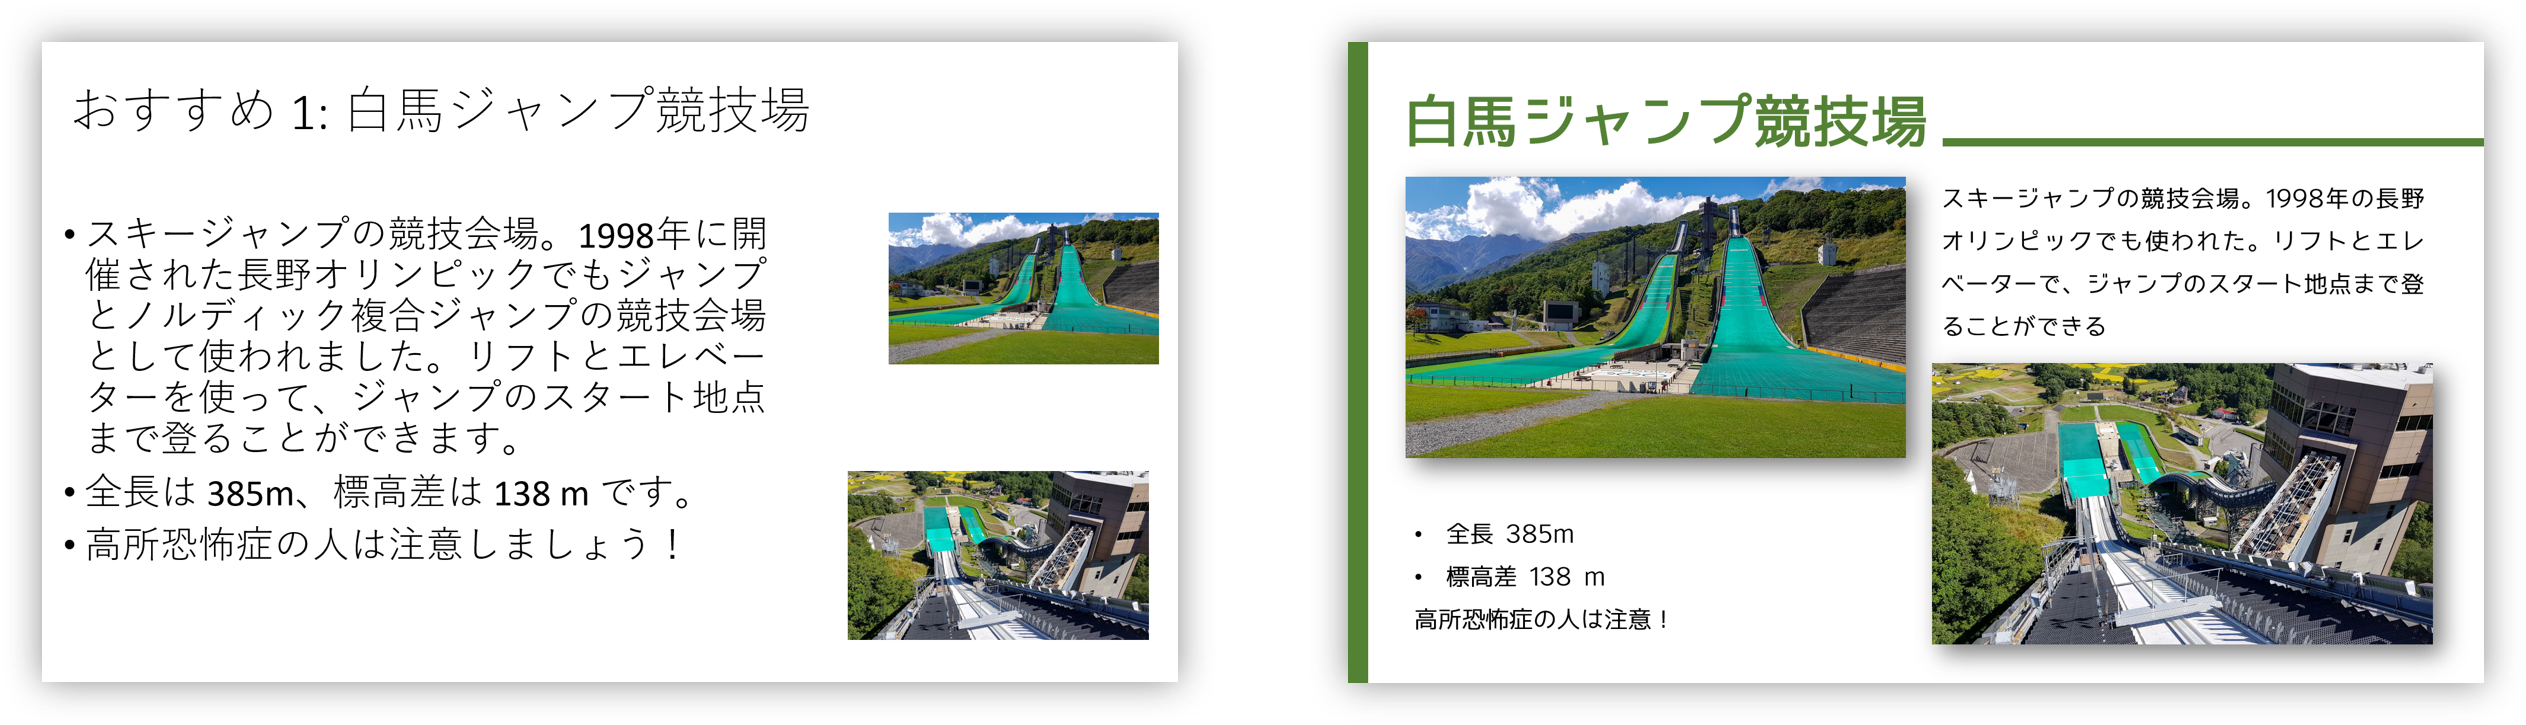 おすすめ 1: 白馬ジャンプ競技場
• スキージャンプの競技会場。1998年に開
催された長野オリンピックでもジャンプ
とノルディック複合ジャンプの競技会場
として使われました。リフトとエレベー
ターを使って、ジャンプのスタート地点
まで登ることができます。
• 全長は 385m、標高差は 138 m です。
• 高所恐怖症の人は注意しましょう！
白馬ジャンプ競技場
スキージャンプの競技会場。1998年の長野
オリンピックでも使われた。リフトとエレ
ベーターで、ジャンプのスタート地点まで登
ることができる
• 全長 385m
• 標高差 138 m
高所恐怖症の人は注意！